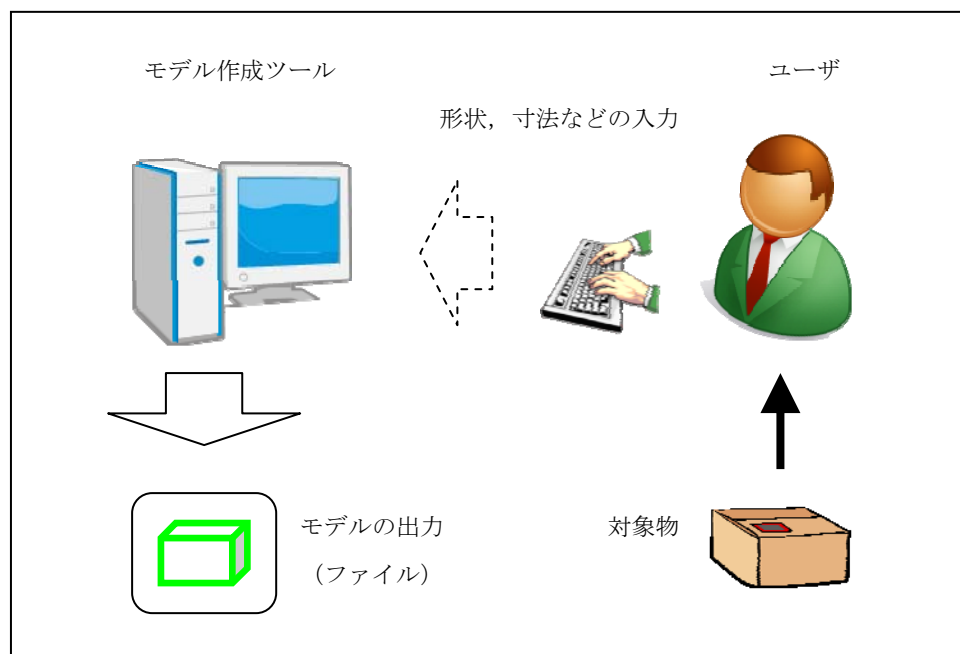 モデル作成ツール
ユーザ
形状，寸法などの入力
モデルの出力
（ファイル）
対象物